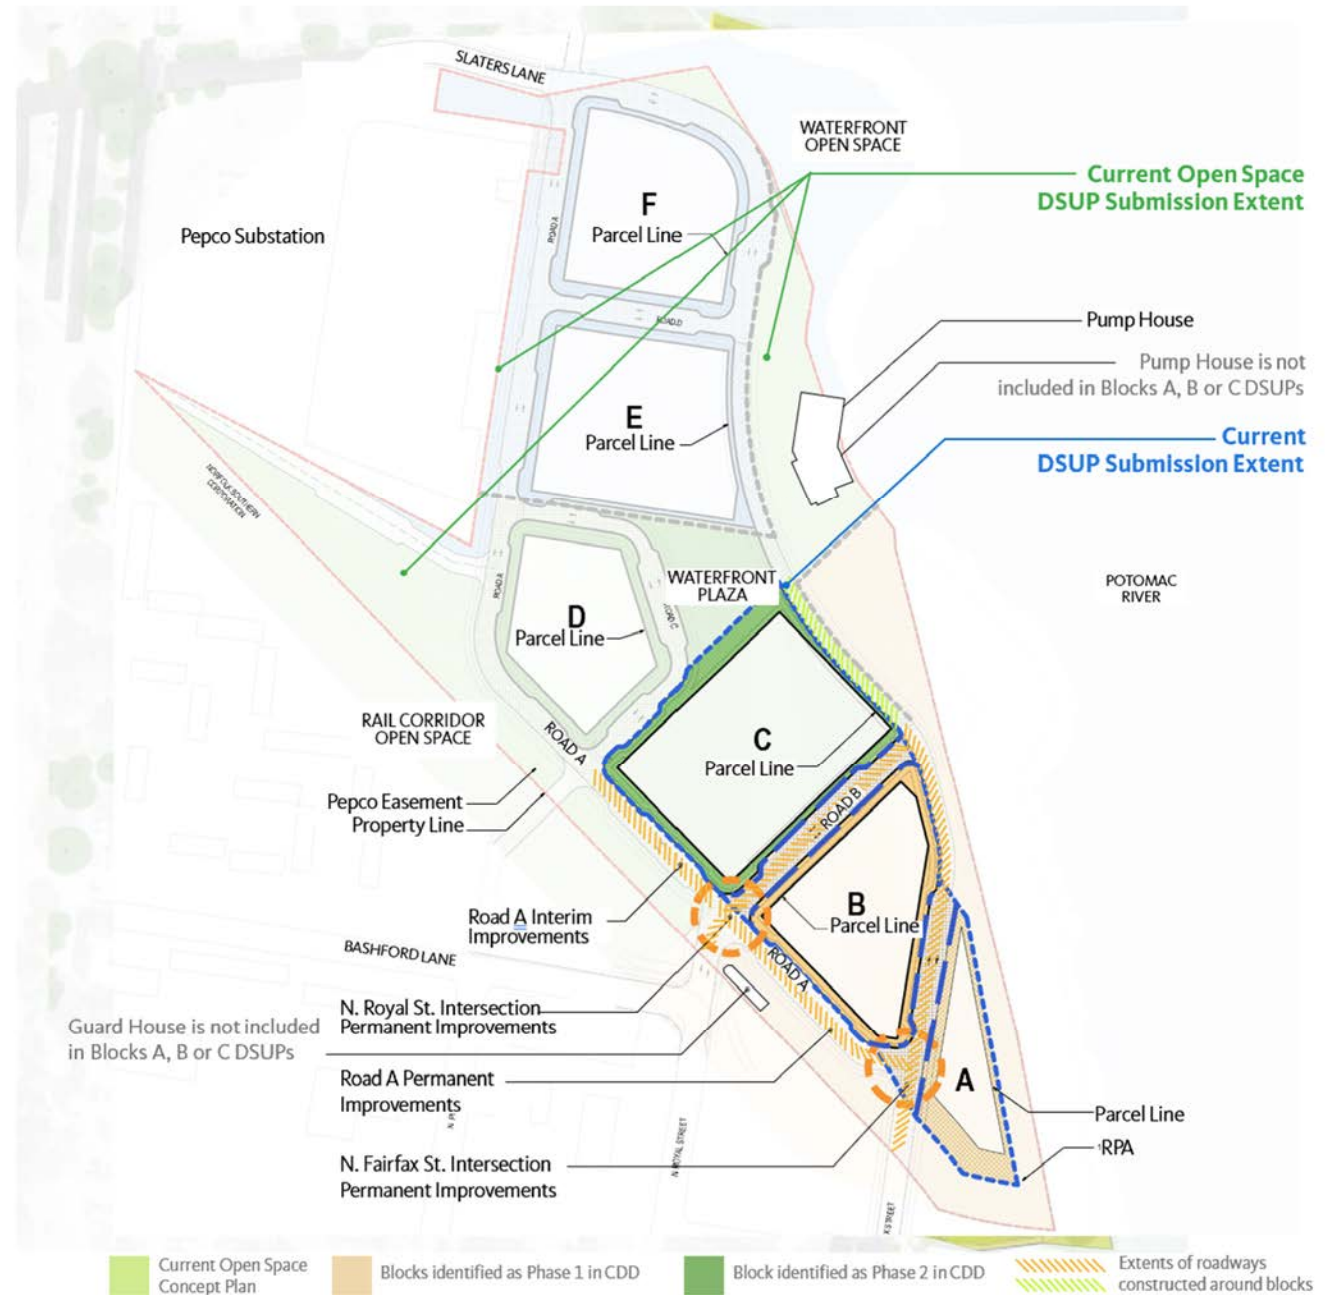 SLATERS LANE
WATERFRONT
OPEN SPACE
Current Open Space
DSUP Submission Extent
F
Parcel Line
ROAD A
Pepco Substation
ROAD D
Pump House
Pump House is not
included in Blocks A, B or C DSUPs
E
Parcel Line
Current
DSUP Submission Extent
NORFOLK SOUTHERN
CORPORATION
WATERFRONT
PLAZA
POTOMAC
RIVER
ROAD A
D
Parcel Line
ROAD C
RAIL CORRIDOR
OPEN SPACE
ROAD A
C
Parcel Line
Pepco Easement
Property Line
ROAD B
B
Parcel Line
Road A Interim
Improvements
BASHFORD LANE
ROAD A
N. Royal St. Intersection
Permanent Improvements
Guard House is not included
in Blocks A, B or C DSUPs
Road A Permanent
Improvements
A
Parcel Line
RPA
N ROYAL STREET
N. Fairfax St. Intersection
Permanent Improvements
STREET
Current Open Space
Concept Plan
Blocks identified as Phase 1 in CDD
Block identified as Phase 2 in CDD
Extents of roadways
constructed around blocks